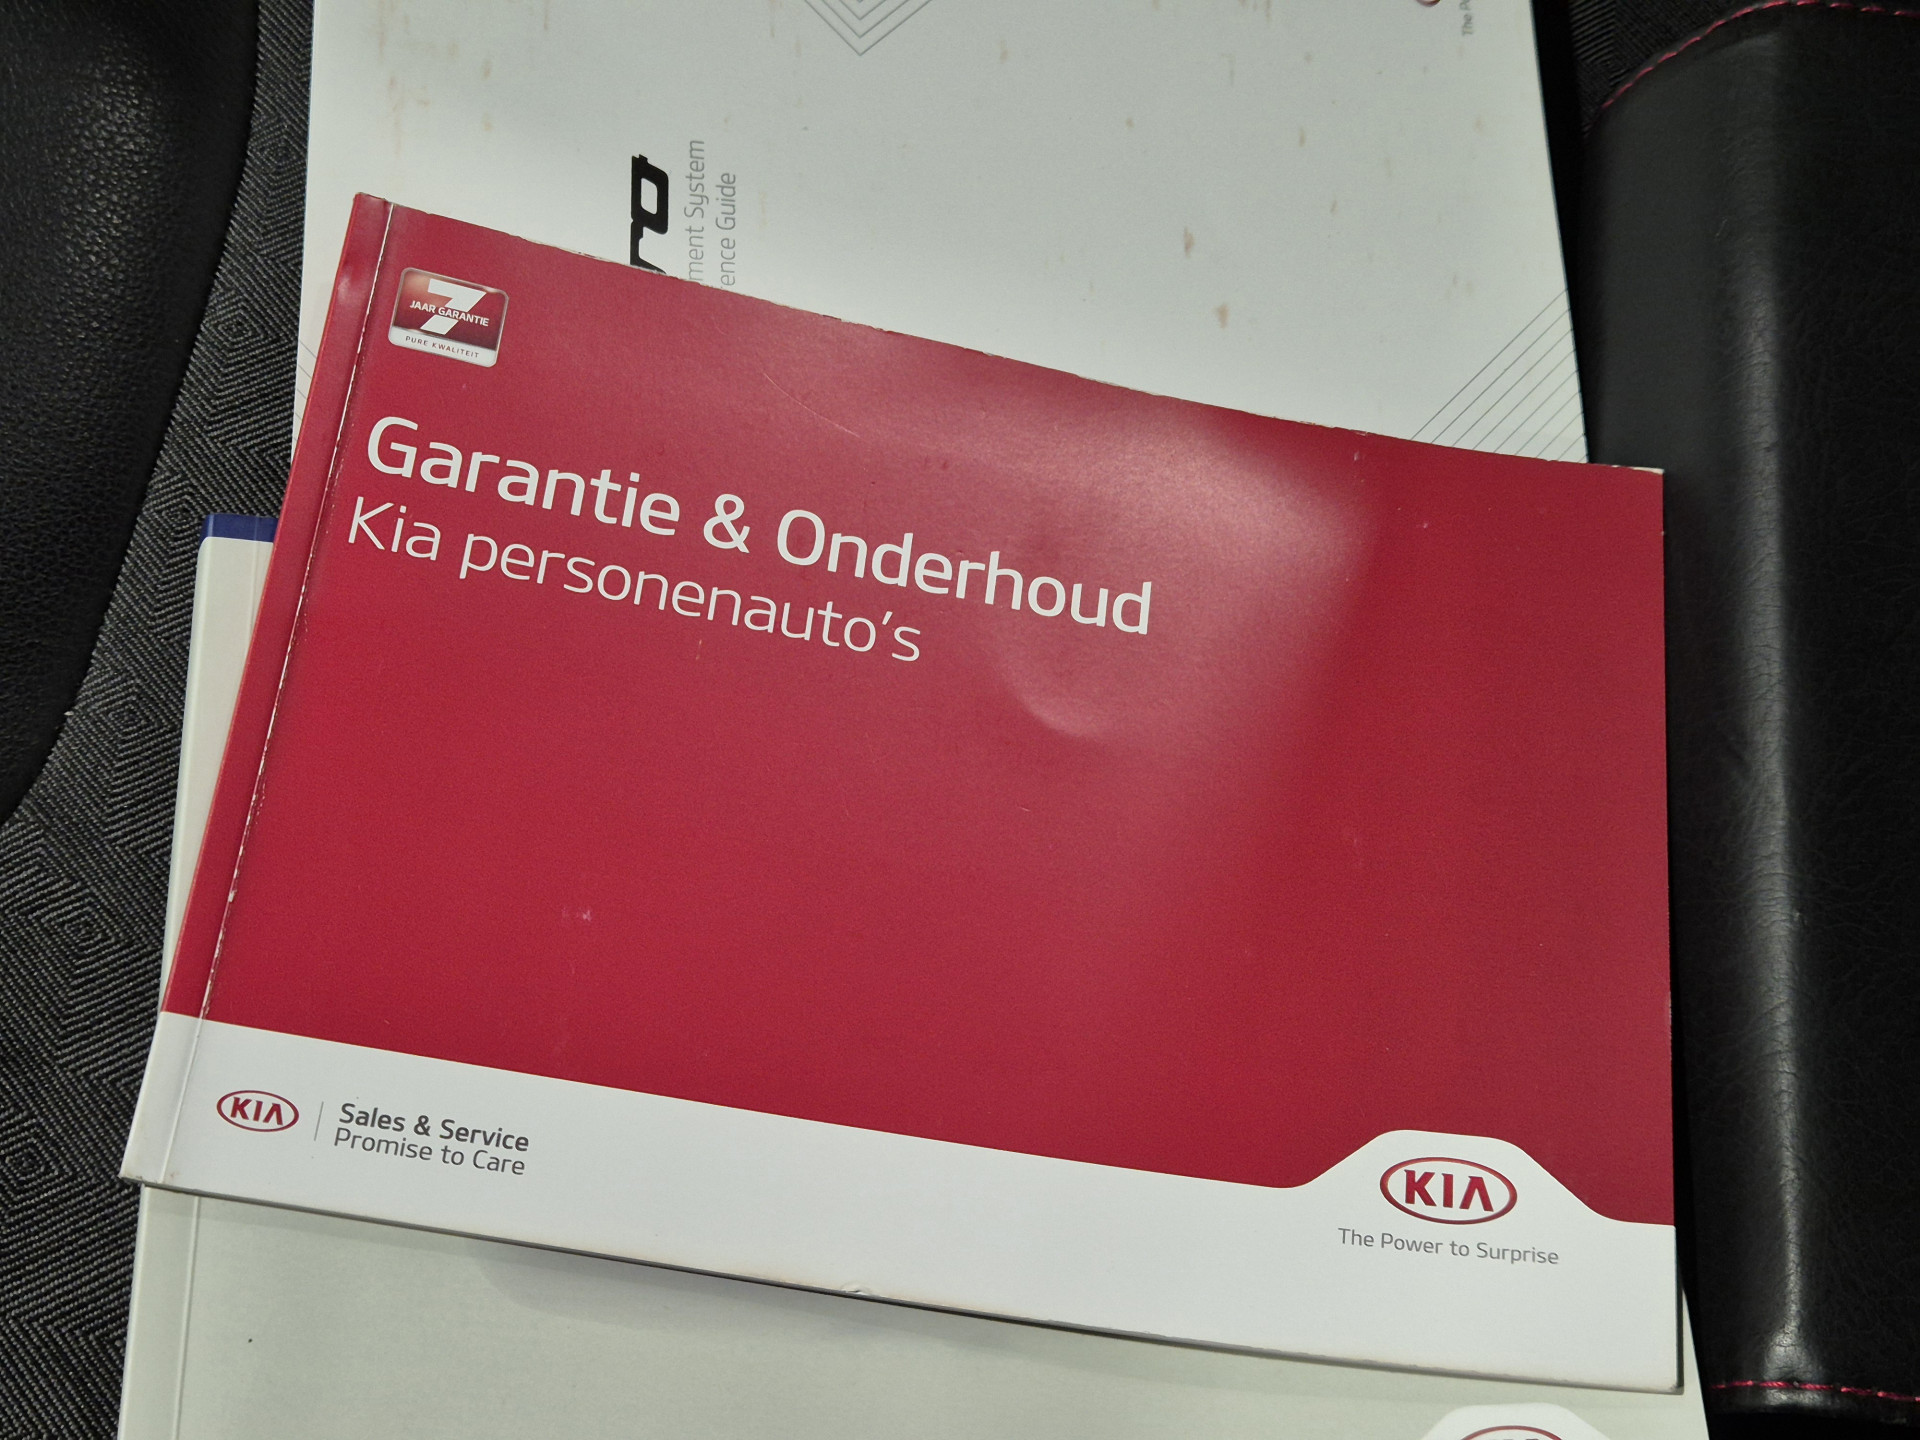 ment System
ence Guide
7
JAAR GARANTIE
PURE KWALITEIT
Garantie & Onderhoud
Kia personenauto's
KIA
Sales & Service
Promise to Care
KIA
The Power to Surprise